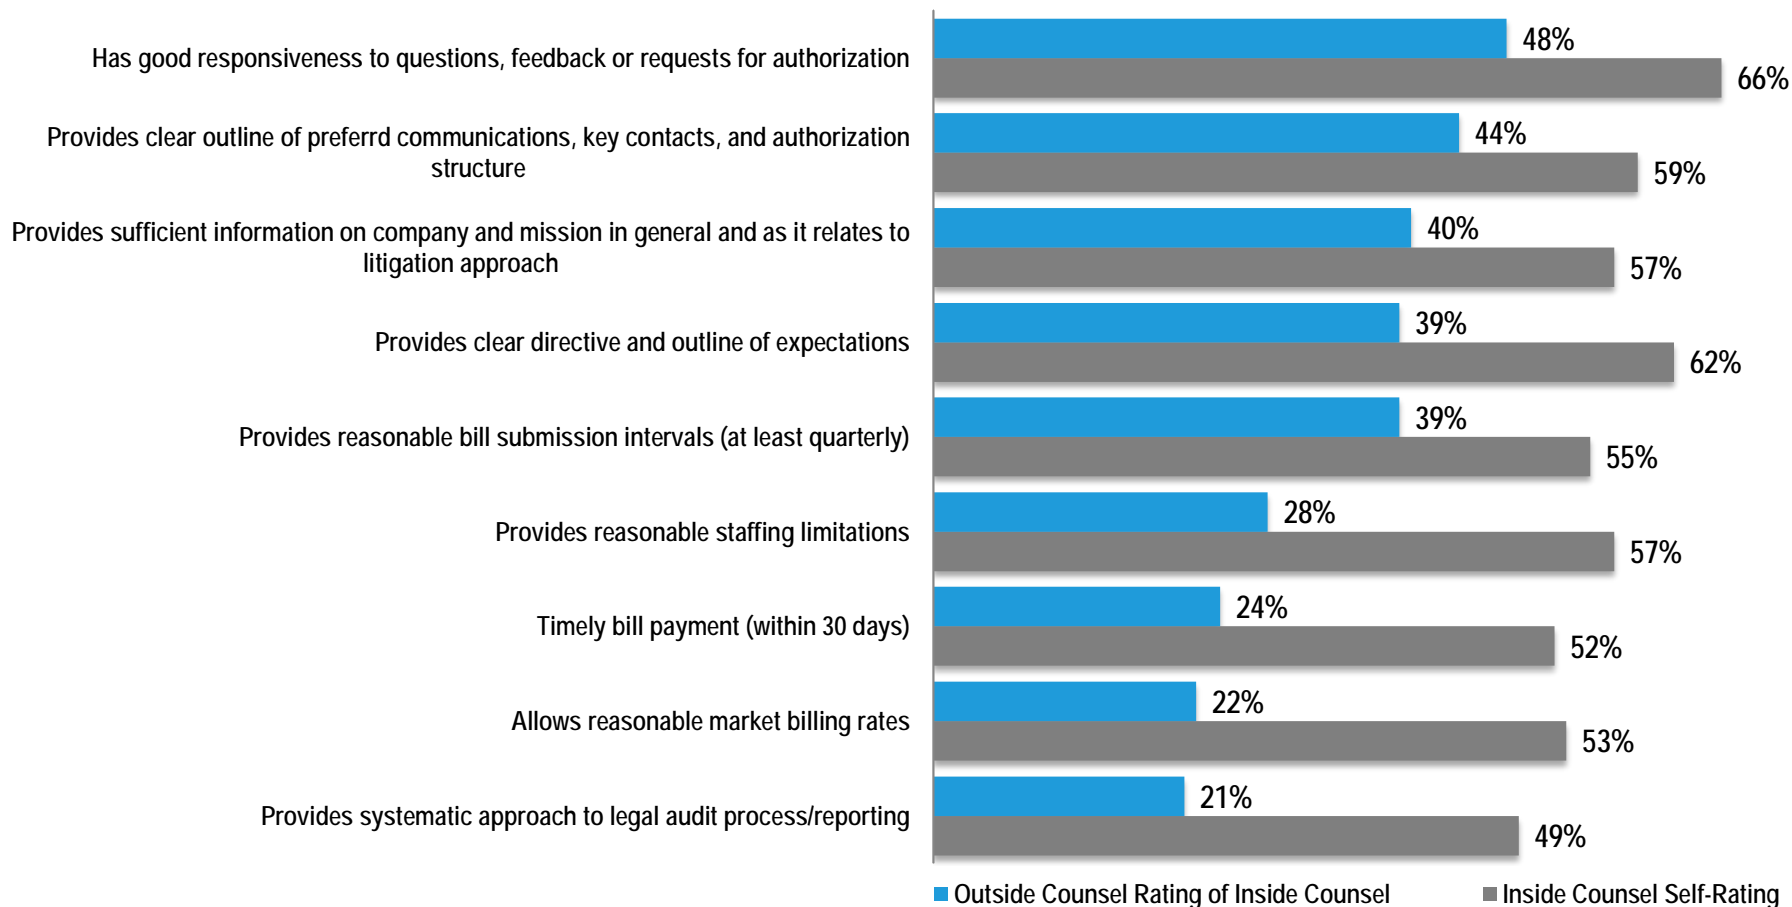 Has good responsiveness to questions, feedback or requests for authorization
48%
66%
Provides clear outline of preferrd communications, key contacts, and authorization
structure
44%
59%
Provides sufficient information on company and mission in general and as it relates to
litigation approach
40%
57%
Provides clear directive and outline of expectations
39%
62%
Provides reasonable bill submission intervals (at least quarterly)
39%
55%
Provides reasonable staffing limitations
28%
57%
Timely bill payment (within 30 days)
24%
52%
Allows reasonable market billing rates
22%
53%
Provides systematic approach to legal audit process/reporting
21%
49%
Outside Counsel Rating of Inside Counsel
Inside Counsel Self-Rating